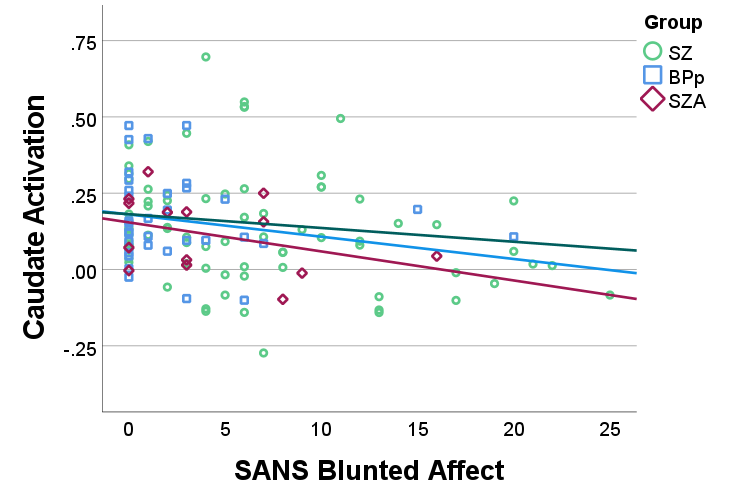 Group
SZ
BPp
SZA
Caudate Activation
.75
.50
.25
.00
-.25
0 5 10 15 20 25
SANS Blunted Affect